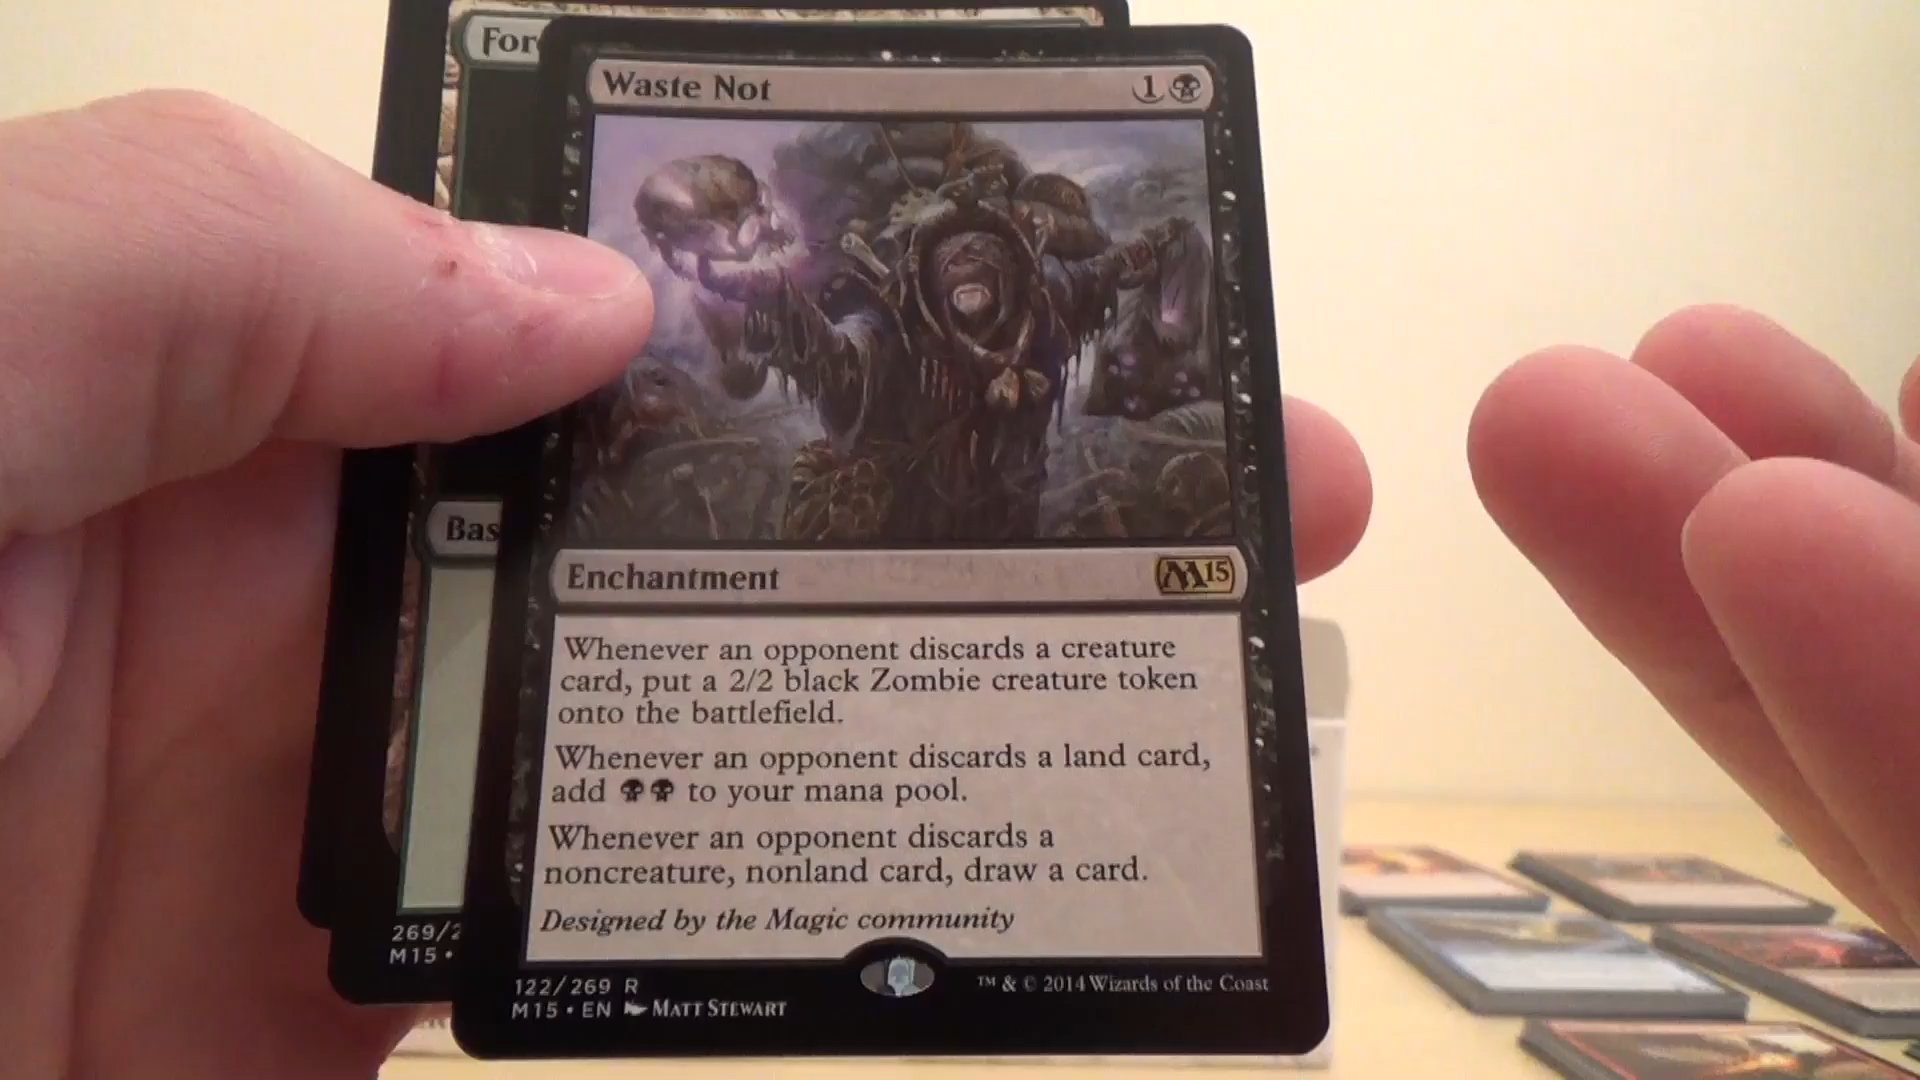 For
Waste Not
1
Bas
Enchantment
M15
Whenever an opponent discards a creature
card, put a 2/2 black Zombie creature token
onto the battlefield.
Whenever an opponent discards a land card,
add to your mana pool.
Whenever an opponent discards a
noncreature, nonland card, draw a card.
Designed by the Magic community
269/2
M15 •
122/269 R
M15 • EN MATT STEWART
™ & © 2014 Wizards of the Coast